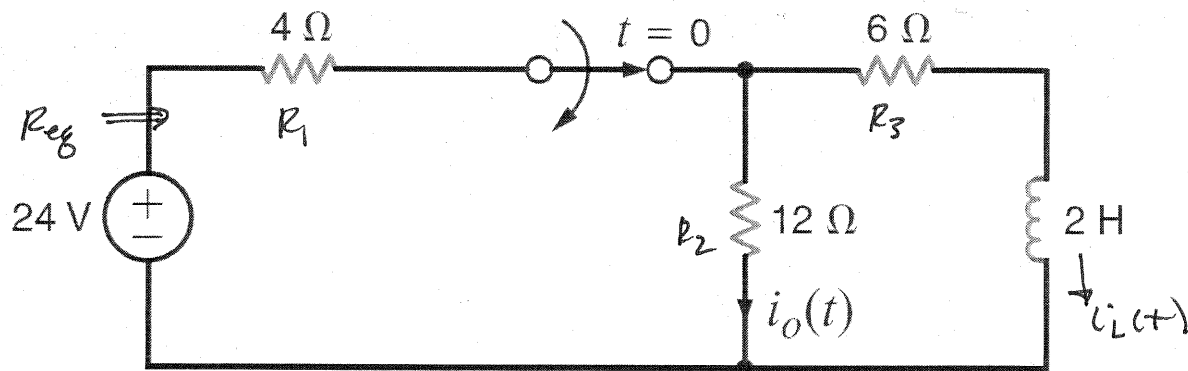 4 Ω
t = 0
6 Ω
Req
R1
R3
24 V
+
−
R2
12 Ω
2 H
io(t)
iL(t)